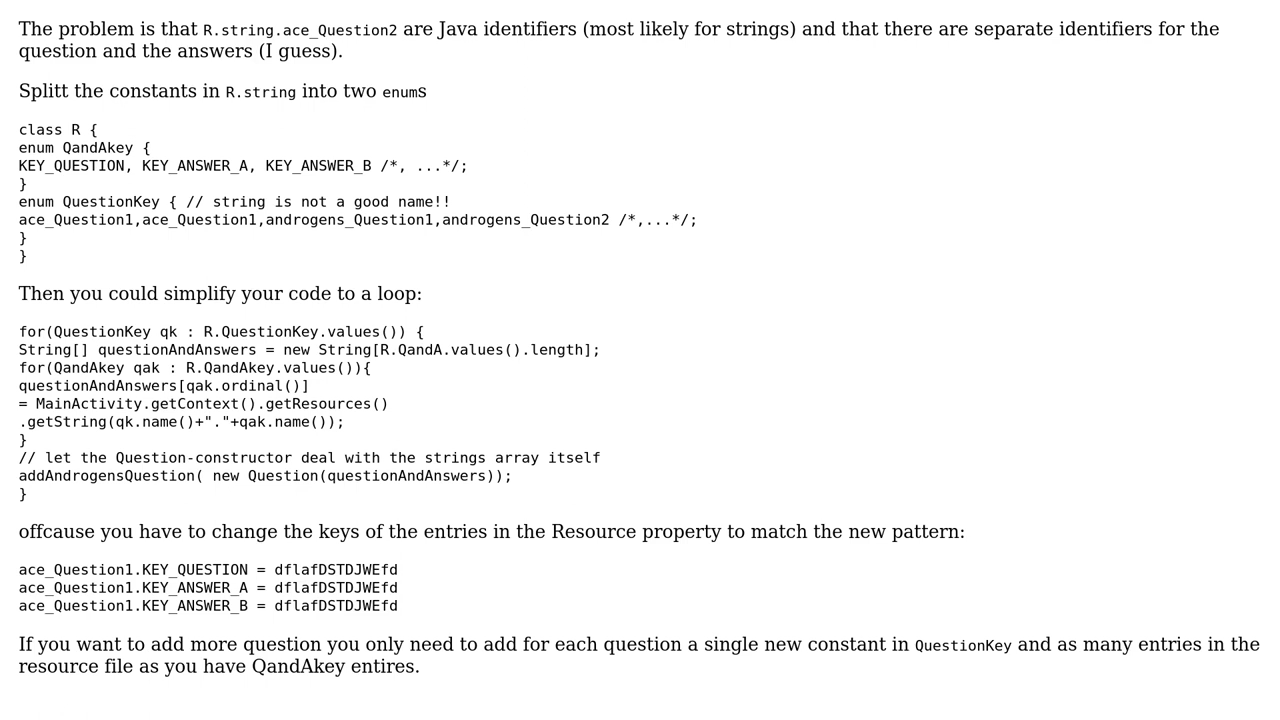 The problem is that R.string.ace_Question2 are Java identifiers (most likely for strings) and that there are separate identifiers for the
question and the answers (I guess).
Splitt the constants in R.string into two enums
class R {
enum QandAkey {
KEY_QUESTION, KEY_ANSWER_A, KEY_ANSWER_B /*, ...*/;
}
enum QuestionKey { // string is not a good name!!
ace_Question1,ace_Question1,androgens_Question1,androgens_Question2 /*,...*/;
}
}
Then you could simplify your code to a loop:
for(QuestionKey qk : R.QuestionKey.values()) {
String[] questionAndAnswers = new String[R.QandA.values().length];
for(QandAkey qak : R.QandAkey.values()){
questionAndAnswers[qak.ordinal()]
= MainActivity.getContext().getResources()
.getString(qk.name()+"."+qak.name());
}
// let the Question-constructor deal with the strings array itself
addAndrogensQuestion( new Question(questionAndAnswers));
}
offcause you have to change the keys of the entries in the Resource property to match the new pattern:
ace_Question1.KEY_QUESTION = dflafDSTDJWEfd
ace_Question1.KEY_ANSWER_A = dflafDSTDJWEfd
ace_Question1.KEY_ANSWER_B = dflafDSTDJWEfd
If you want to add more question you only need to add for each question a single new constant in QuestionKey and as many entries in the
resource file as you have QandAkey entires.